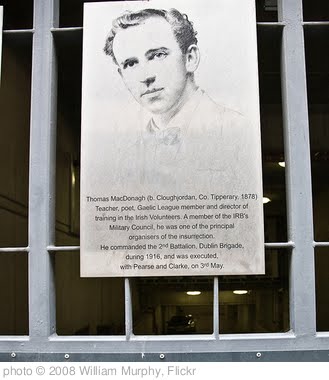 Thomas MacDonagh (b. Cloughjordan, Co. Tipperary, 1878)
Teacher, poet, Gaelic League member and director of
training in the Irish Volunteers. A member of the IRB's
Military Council, he was one of the principal
organisers of the insurrection.
He commanded the 2nd Battalion, Dublin Brigade,
during 1916, and was executed,
with Pearse and Clarke, on 3rd May.
photo © 2008 William Murphy, Flickr